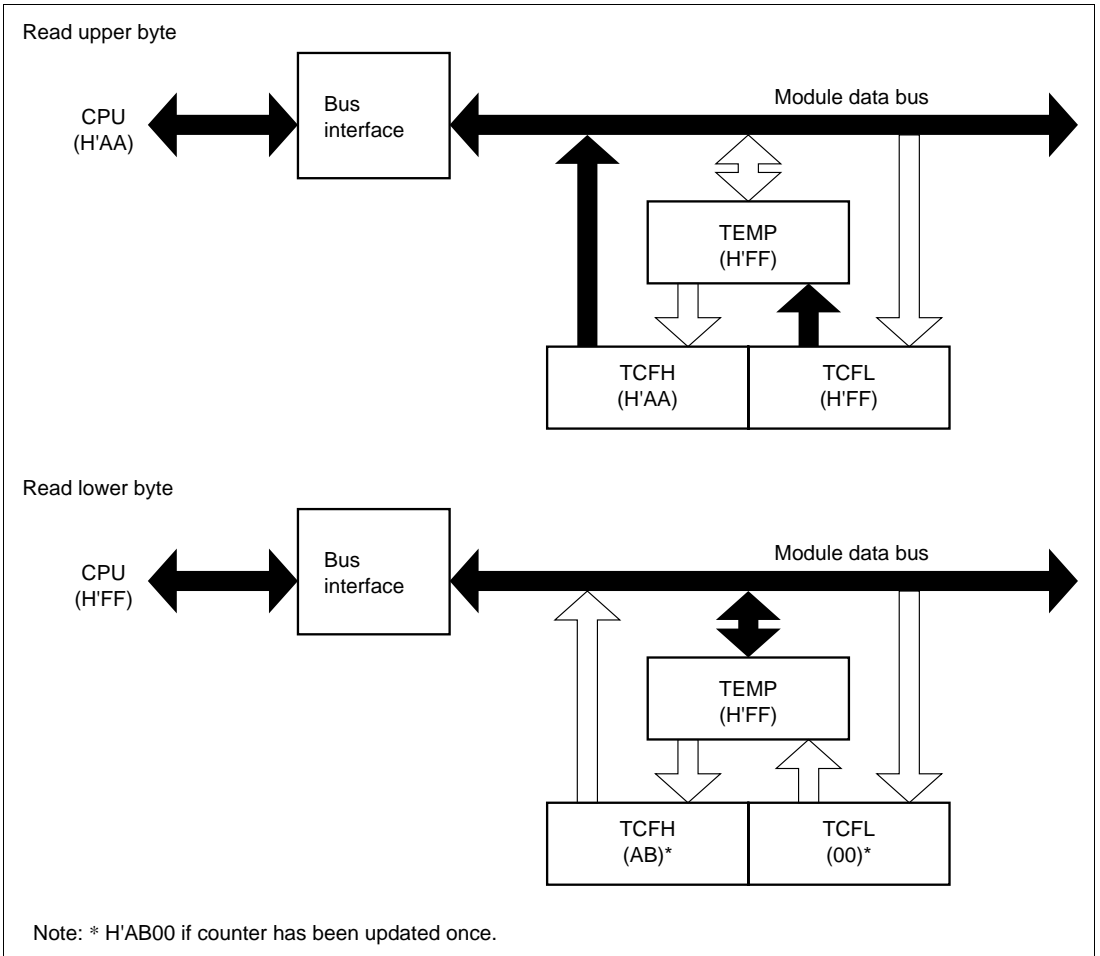 Read upper byte
CPU
(H'AA)
Bus
interface
Module data bus
TEMP
(H'FF)
TCFH
(H'AA)
TCFL
(H'FF)
Read lower byte
CPU
(H'FF)
Bus
interface
Module data bus
TEMP
(H'FF)
TCFH
(AB)*
TCFL
(00)*
Note: * H'AB00 if counter has been updated once.